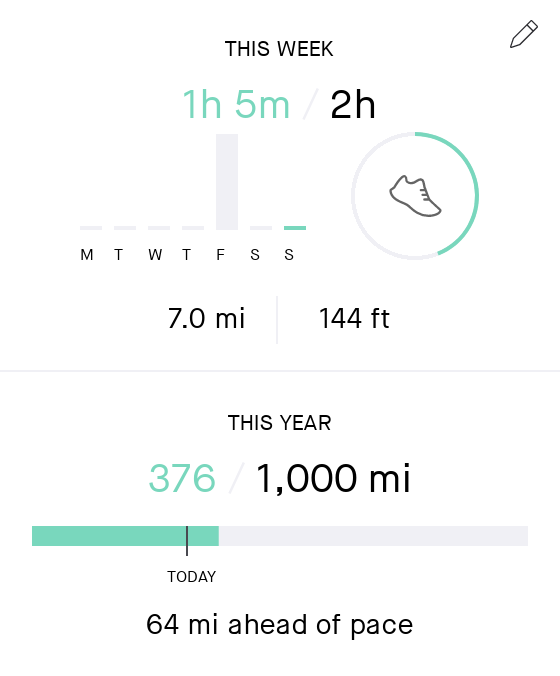 THIS WEEK
1h 5m / 2h
M T W T F S S
7.0 mi 144 ft
THIS YEAR
376 / 1,000 mi
TODAY
64 mi ahead of pace